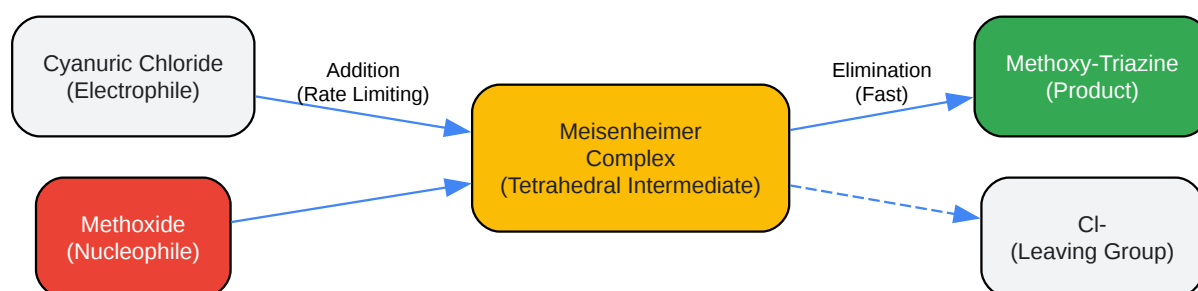 Cyanuric Chloride
(Electrophile)
Addition
(Rate Limiting)
Methoxide
(Nucleophile)
Meisenheimer
Complex
(Tetrahedral Intermediate)
Elimination
(Fast)
Methoxy-Triazine
(Product)
Cl-
(Leaving Group)